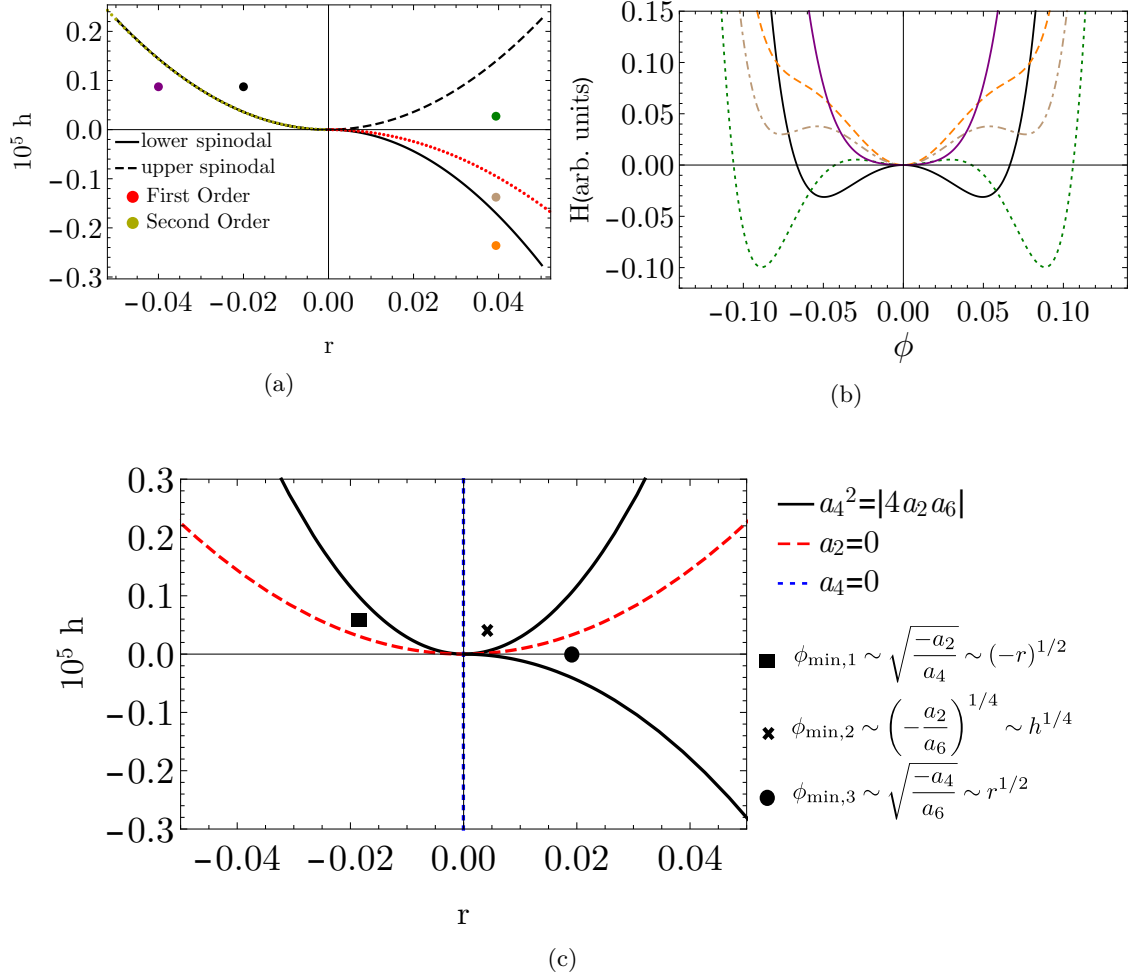 0.2
0.1
0.0
−0.1
−0.2
−0.3
10⁵ h
lower spinodal
upper spinodal
First Order
Second Order
−0.04 −0.02 0.00 0.02 0.04
r
(a)
0.15
0.10
0.05
0.00
−0.05
−0.10
H(arb. units)
−0.10 −0.05 0.00 0.05 0.10
ϕ
(b)
0.3
0.2
0.1
0.0
−0.1
−0.2
−0.3
10⁵ h
−0.04 −0.02 0.00 0.02 0.04
r
a₄²=|4a₂a₆|
a₂=0
a₄=0
ϕ_min,1 ∼ √(−a₂/a₄) ∼ (−r)^1/2
ϕ_min,2 ∼ (−a₂/a₆)^1/4 ∼ h^1/4
ϕ_min,3 ∼ √(−a₄/a₆) ∼ r^1/2
(c)